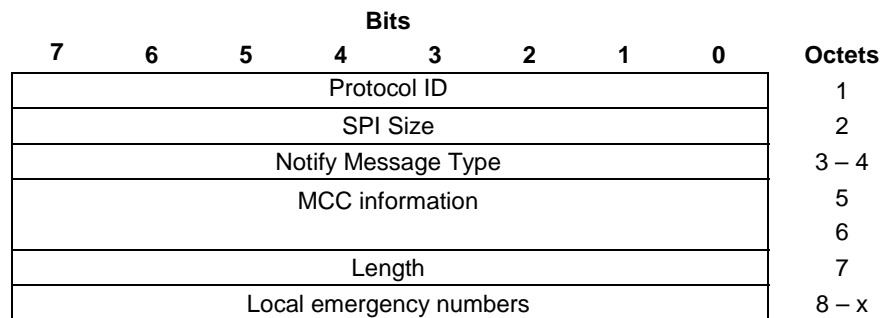 Bits
7 6 5 4 3 2 1 0 Octets
Protocol ID 1
SPI Size 2
Notify Message Type 3 – 4
MCC information 5
6
Length 7
Local emergency numbers 8 – x